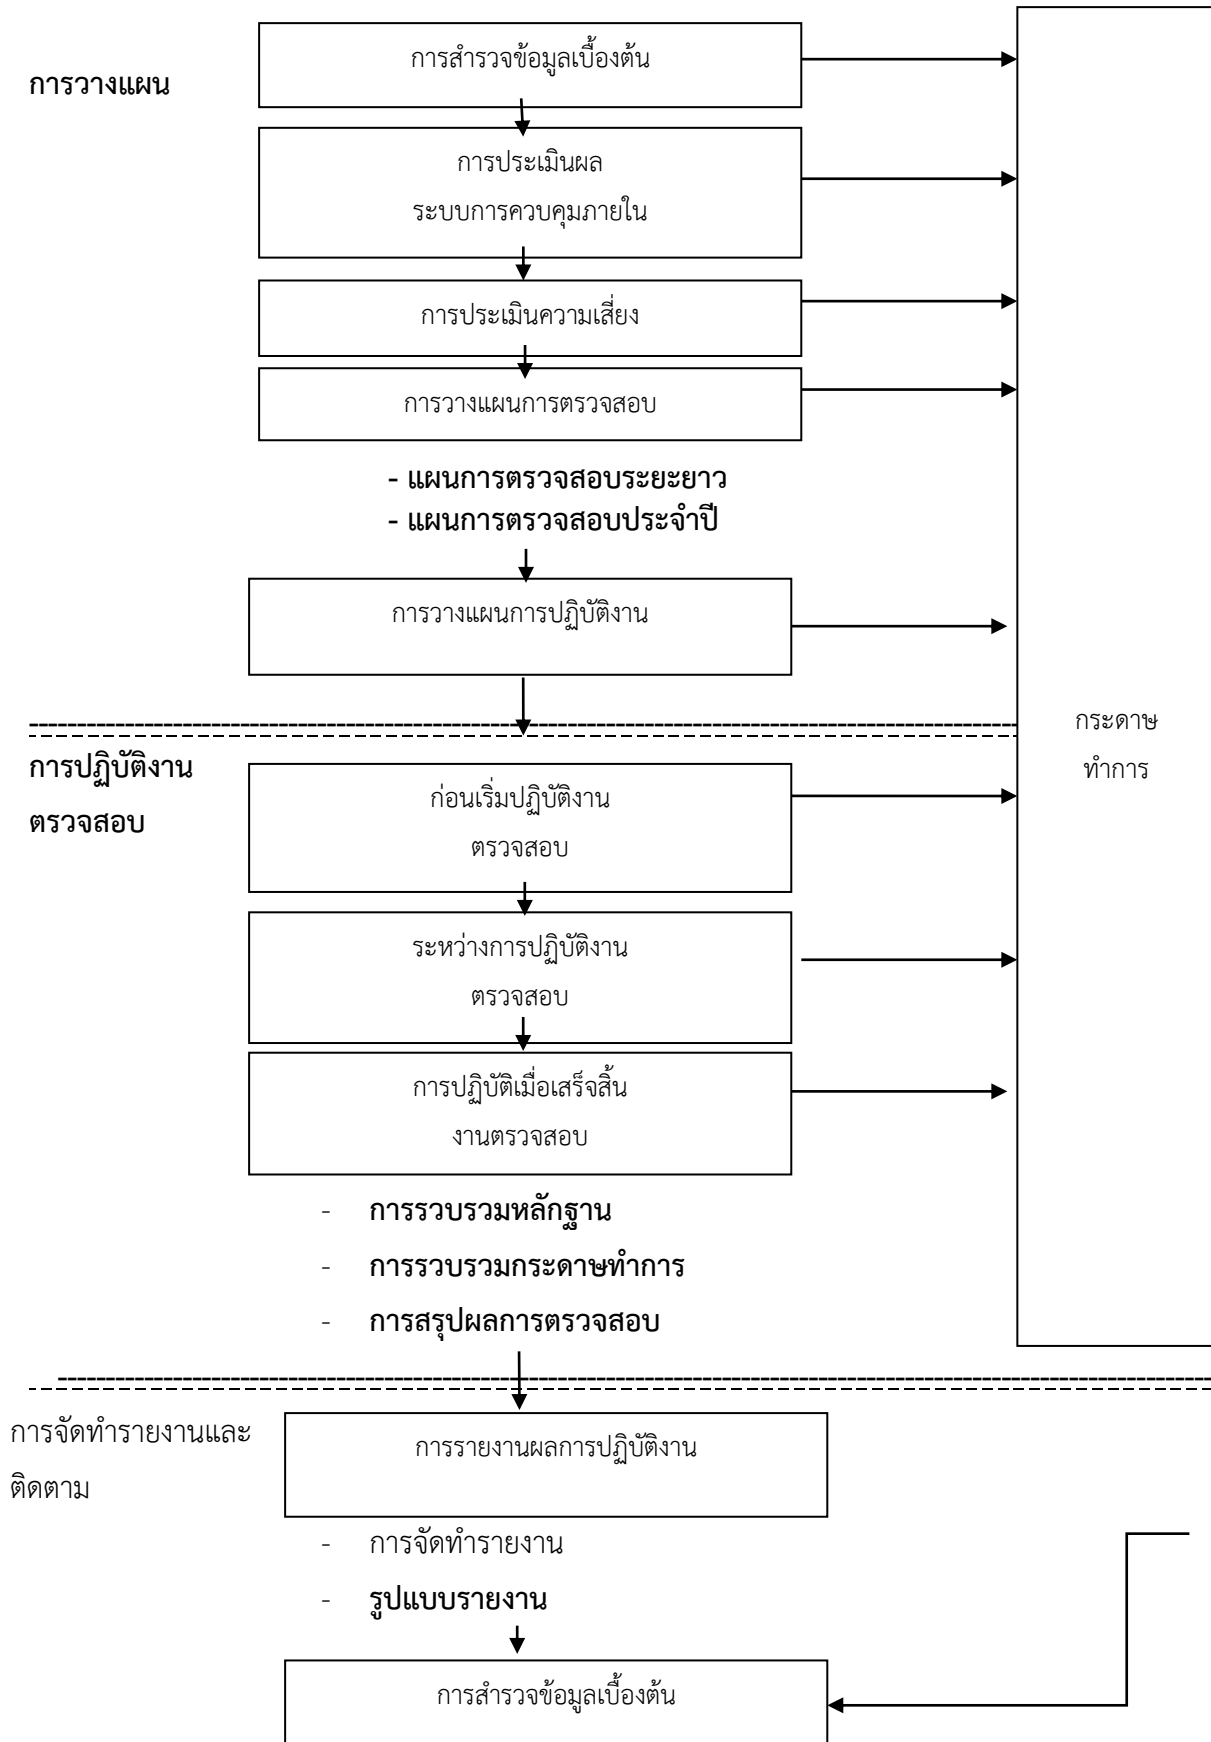 การสำรวจข้อมูลเบื้องต้น
การวางแผน
การประเมินผล
ระบบการควบคุมภายใน
การประเมินความเสี่ยง
การวางแผนการตรวจสอบ
- แผนการตรวจสอบระยะยาว
- แผนการตรวจสอบประจำปี
การวางแผนการปฏิบัติงาน
กระดาษ
ทำการ
การปฏิบัติงาน
ตรวจสอบ
ก่อนเริ่มปฏิบัติงาน
ตรวจสอบ
ระหว่างการปฏิบัติงาน
ตรวจสอบ
การปฏิบัติเมื่อเสร็จสิ้น
งานตรวจสอบ
- การรวบรวมหลักฐาน
- การรวบรวมกระดาษทำการ
- การสรุปผลการตรวจสอบ
การจัดทำรายงานและ
ติดตาม
การรายงานผลการปฏิบัติงาน
- การจัดทำรายงาน
- รูปแบบรายงาน
การสำรวจข้อมูลเบื้องต้น